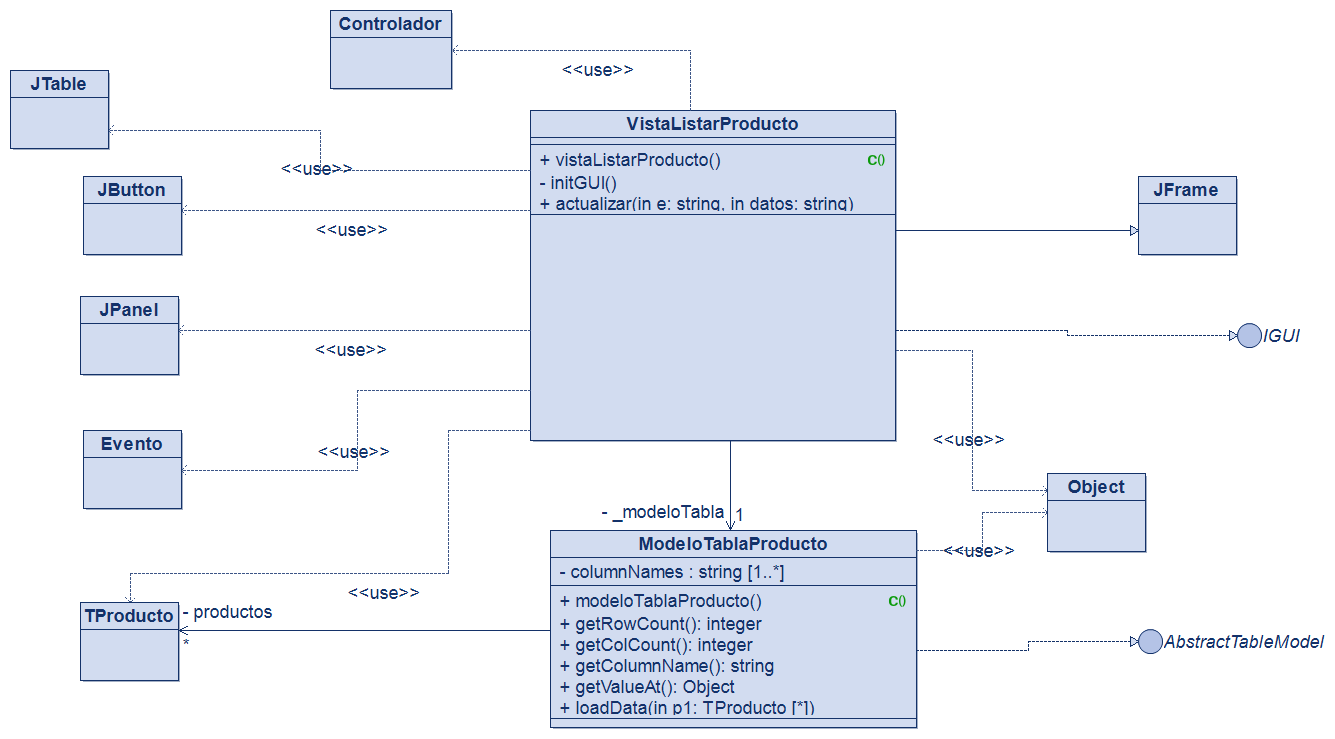 Controlador
<<use>>
JTable
VistaListarProducto
+ vistaListarProducto()
C()
- initGUI()
+ actualizar(in e: string, in datos: string)
<<use>>
JButton
<<use>>
JFrame
JPanel
<<use>>
IGUI
Evento
<<use>>
<<use>>
Object
- _modeloTabla
1
ModeloTablaProducto
<<use>>
- columnNames : string [1..*]
<<use>>
+ modeloTablaProducto()
C()
+ getRowCount(): integer
+ getColCount(): integer
+ getColumnName(): string
+ getValueAt(): Object
+ loadData(in p1: TProducto [*])
TProducto
- productos
*
AbstractTableModel